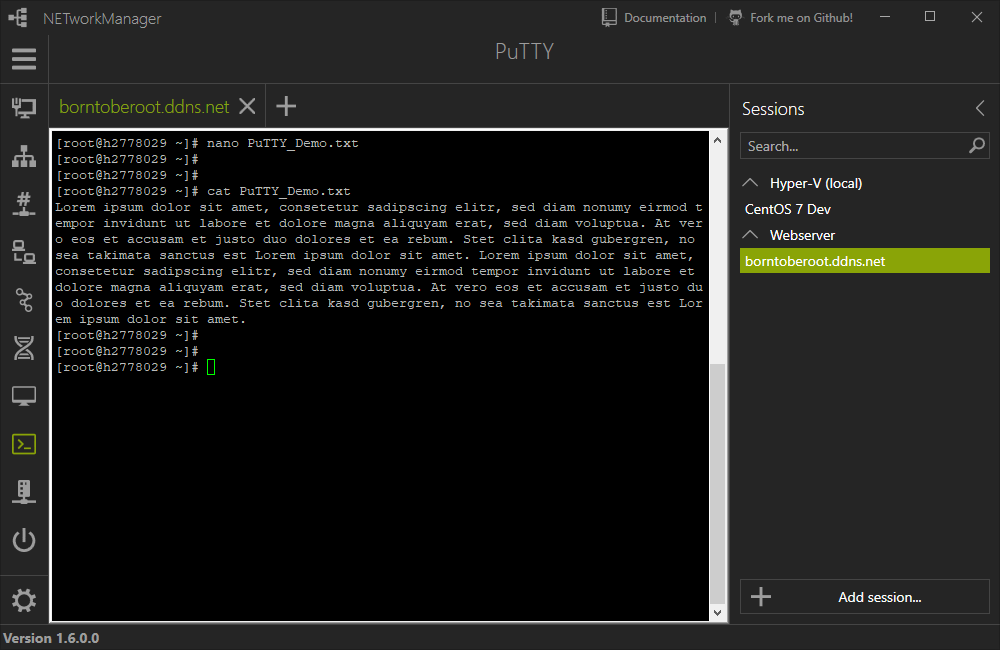 NETworkManager
Documentation
Fork me on Github!
PuTTY
borntoberoot.ddns.net
[root@h2778029 ~]# nano PuTTY_Demo.txt
[root@h2778029 ~]#
[root@h2778029 ~]#
[root@h2778029 ~]# cat PuTTY_Demo.txt
Lorem ipsum dolor sit amet, consetetur sadipscing elitr, sed diam nonumy eirmod t
empor invidunt ut labore et dolore magna aliquyam erat, sed diam voluptua. At ver
o eos et accusam et justo duo dolores et ea rebum. Stet clita kasd gubergren, no
sea takimata sanctus est Lorem ipsum dolor sit amet. Lorem ipsum dolor sit amet,
consetetur sadipscing elitr, sed diam nonumy eirmod tempor invidunt ut labore et
dolore magna aliquyam erat, sed diam voluptua. At vero eos et accusam et justo du
o dolores et ea rebum. Stet clita kasd gubergren, no sea takimata sanctus est Lor
em ipsum dolor sit amet.
[root@h2778029 ~]#
[root@h2778029 ~]#
[root@h2778029 ~]#
Sessions
Search...
Hyper-V (local)
CentOS 7 Dev
Webserver
borntoberoot.ddns.net
Add session...
Version 1.6.0.0